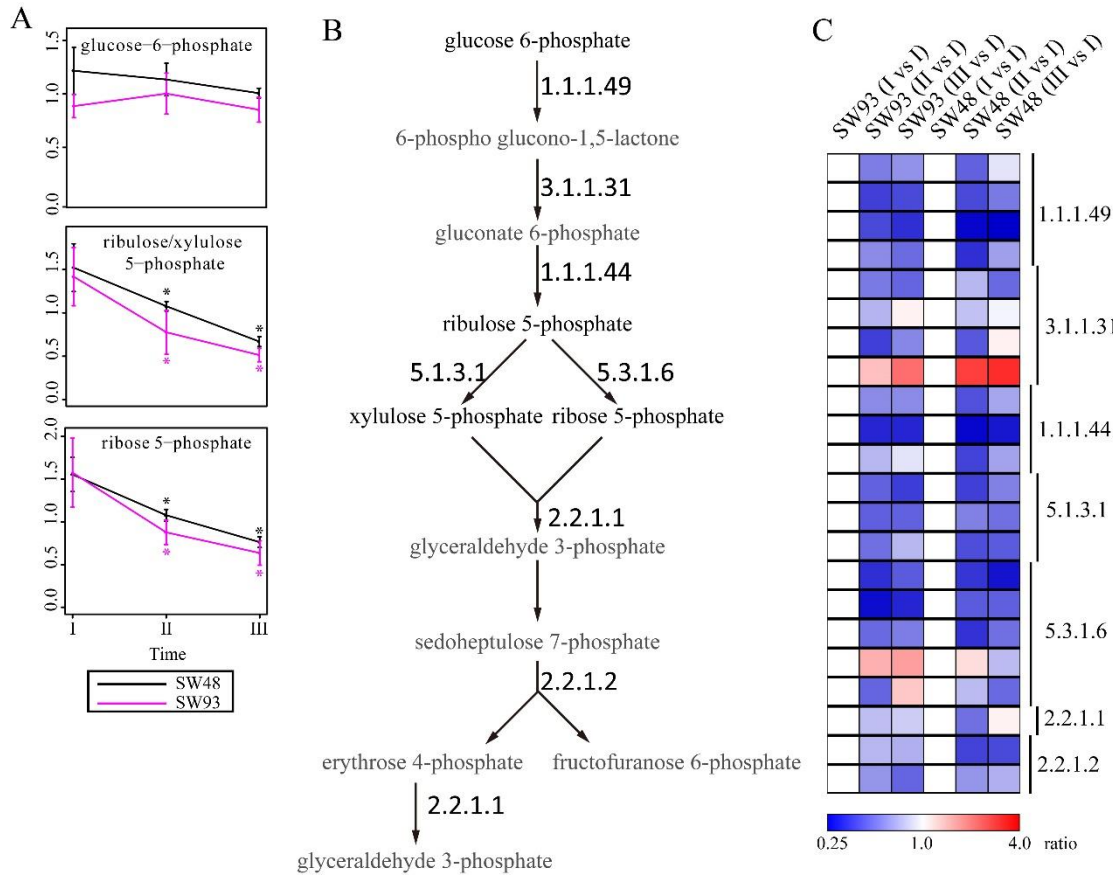 A
glucose−6−phosphate
1.5
1.0
0.5
0.0
ribulose/xylulose
5−phosphate
1.5
1.0
0.5
0.0
ribose 5−phosphate
2.0
1.5
1.0
0.5
0.0
I II III
Time
SW48
SW93
B
glucose 6-phosphate
1.1.1.49
6-phospho glucono-1,5-lactone
3.1.1.31
gluconate 6-phosphate
1.1.1.44
ribulose 5-phosphate
5.1.3.1 5.3.1.6
xylulose 5-phosphate ribose 5-phosphate
2.2.1.1
glyceraldehyde 3-phosphate
sedoheptulose 7-phosphate
2.2.1.2
erythrose 4-phosphate fructofuranose 6-phosphate
2.2.1.1
glyceraldehyde 3-phosphate
C
SW93 (I vs I)
SW93 (II vs I)
SW93 (III vs I)
SW48 (I vs I)
SW48 (II vs I)
SW48 (III vs I)
1.1.1.49
3.1.1.31
1.1.1.44
5.1.3.1
5.3.1.6
2.2.1.1
2.2.1.2
0.25 1.0 4.0 ratio